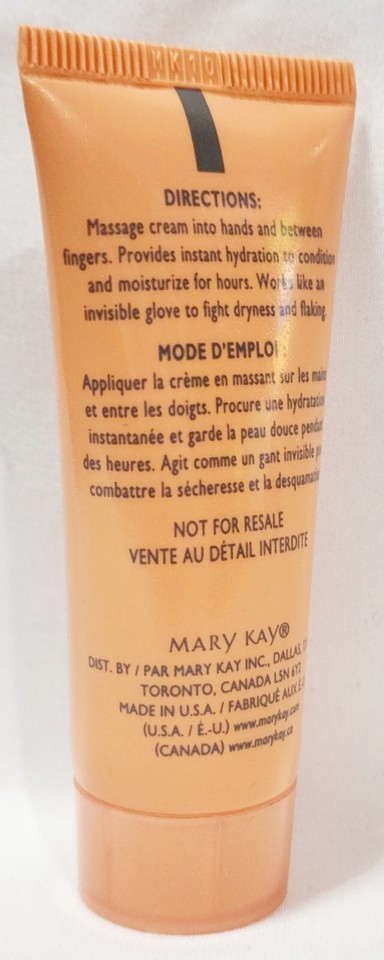 DIRECTIONS:
Massage cream into hands and between
fingers. Provides instant hydration to condition
and moisturize for hours. Works like an
invisible glove to fight dryness and flaking.
MODE D'EMPLOI:
Appliquer la crème en massant sur les
et entre les doigts. Procure une
instantanée et garde la peau douce
des heures. Agit comme un gant invisible
combattre la sécheresse et la
NOT FOR RESALE
VENTE AU DÉTAIL INTERDITE
MARY KAY®
DIST. BY / PAR MARY KAY INC., DALLAS,
TORONTO, CANADA L5N 6Y2
MADE IN U.S.A. / FABRIQUÉ AUX
(U.S.A. / É.-U.) www.marykay.com
(CANADA) www.marykay.ca